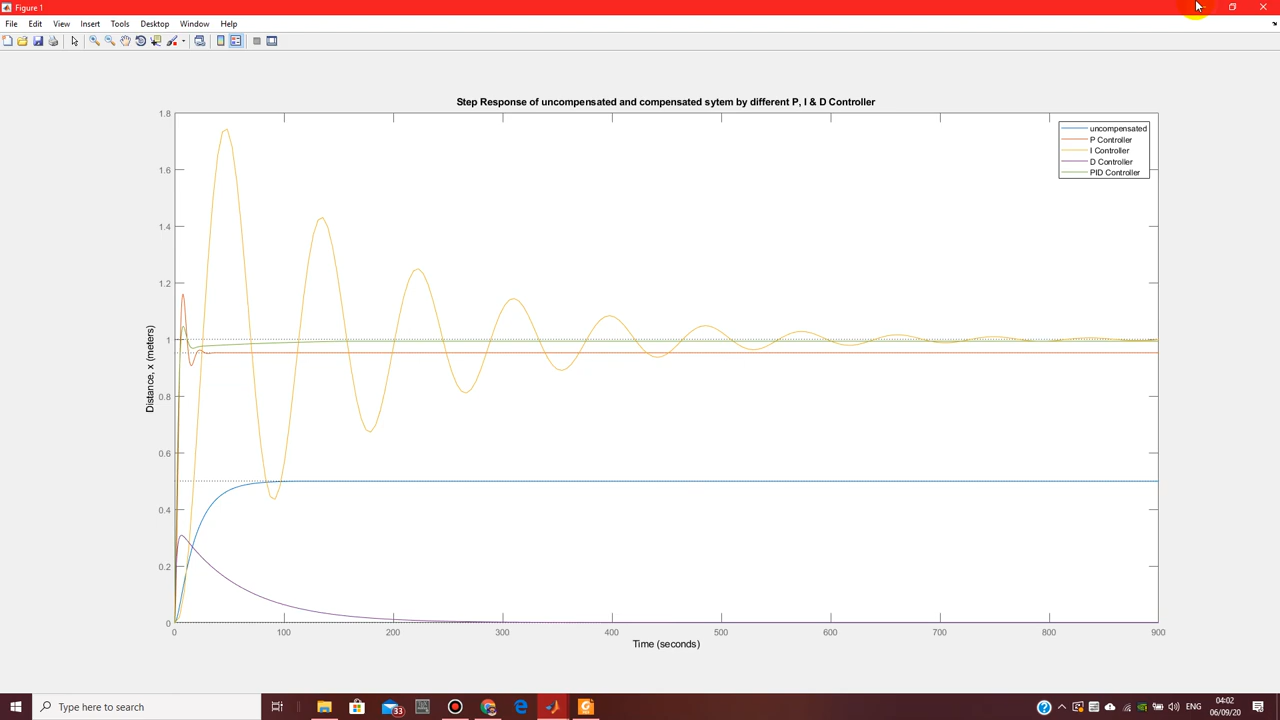 Figure 1
File Edit View Insert Tools Desktop Window Help
Step Response of uncompensated and compensated sytem by different P, I & D Controller
uncompensated
P Controller
I Controller
D Controller
PID Controller
1.8
1.6
1.4
1.2
1
0.8
0.6
0.4
0.2
0
Distance, x (meters)
0 100 200 300 400 500 600 700 800 900
Time (seconds)
Type here to search
33
ENG
04:02
06/09/20